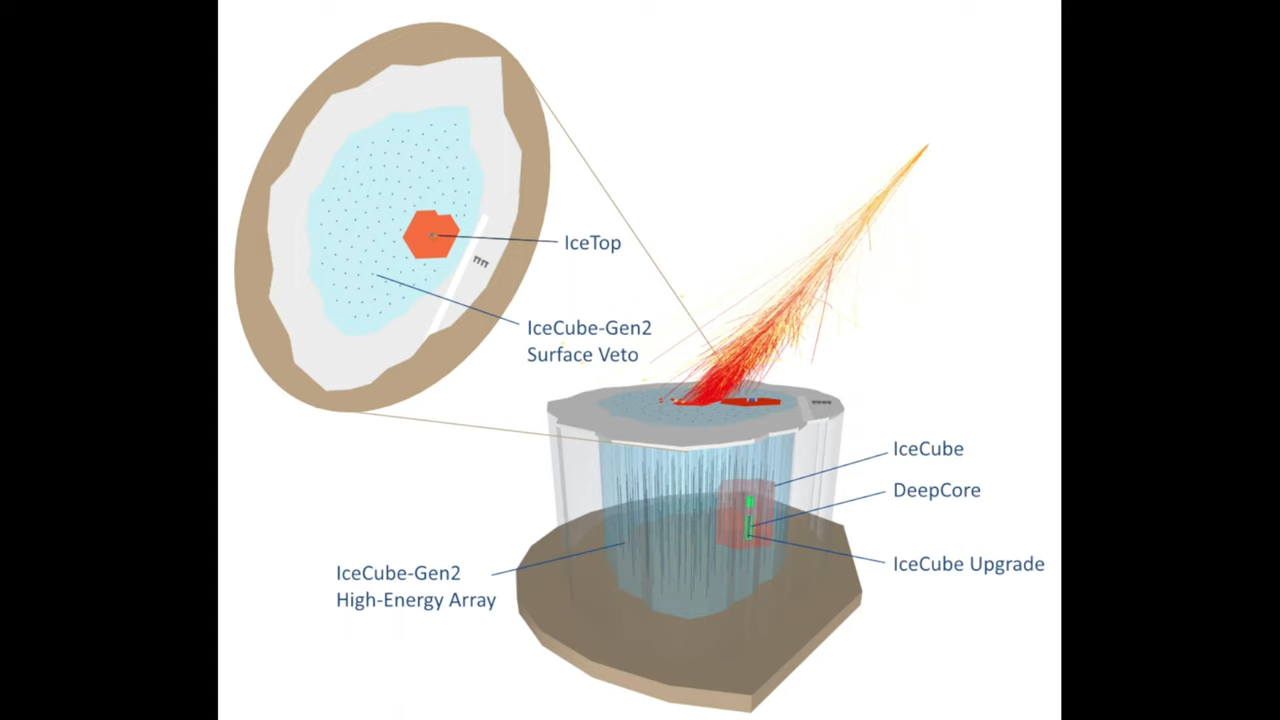 IceTop
IceCube-Gen2
Surface Veto
IceCube
DeepCore
IceCube-Gen2
High-Energy Array
IceCube Upgrade